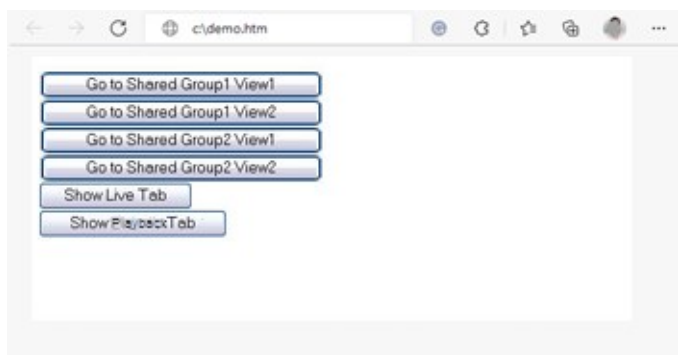 c:\demo.htm
Go to Shared Group1 View1
Go to Shared Group1 View2
Go to Shared Group2 View1
Go to Shared Group2 View2
Show Live Tab
Show Playback Tab